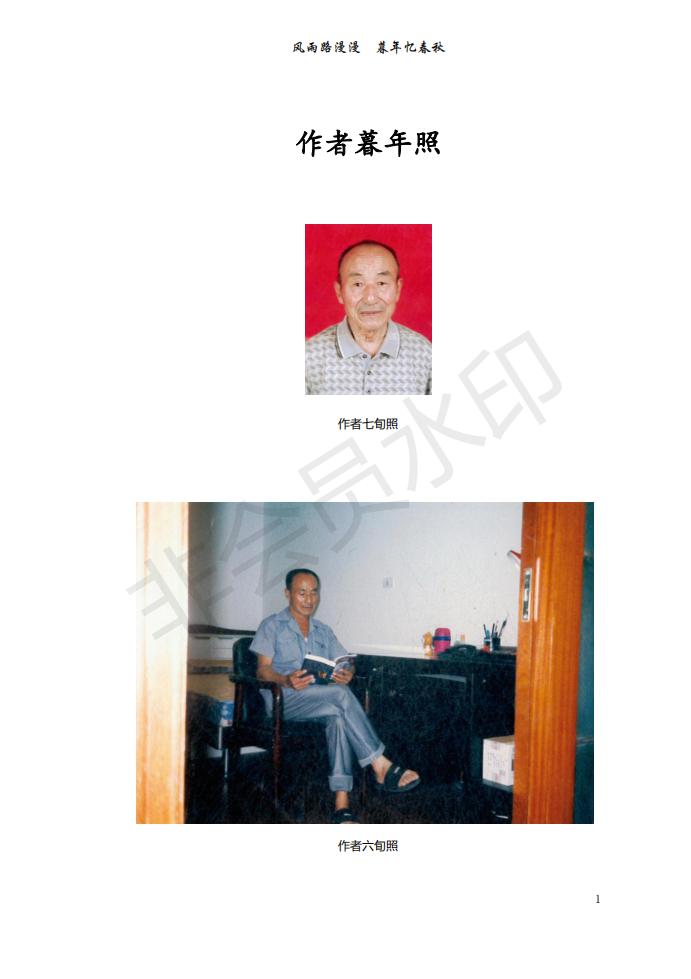 风雨路漫漫 暮年忆春秋
作者暮年照
作者七旬照
非会员水印
作者六旬照
1